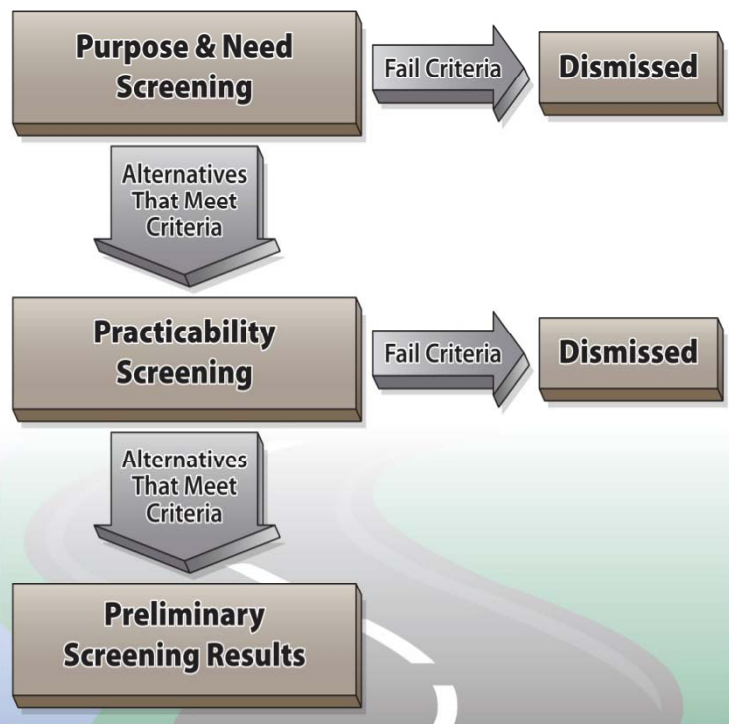 Purpose & Need
Screening
Fail Criteria
Dismissed
Alternatives
That Meet
Criteria
Practicability
Screening
Fail Criteria
Dismissed
Alternatives
That Meet
Criteria
Preliminary
Screening Results